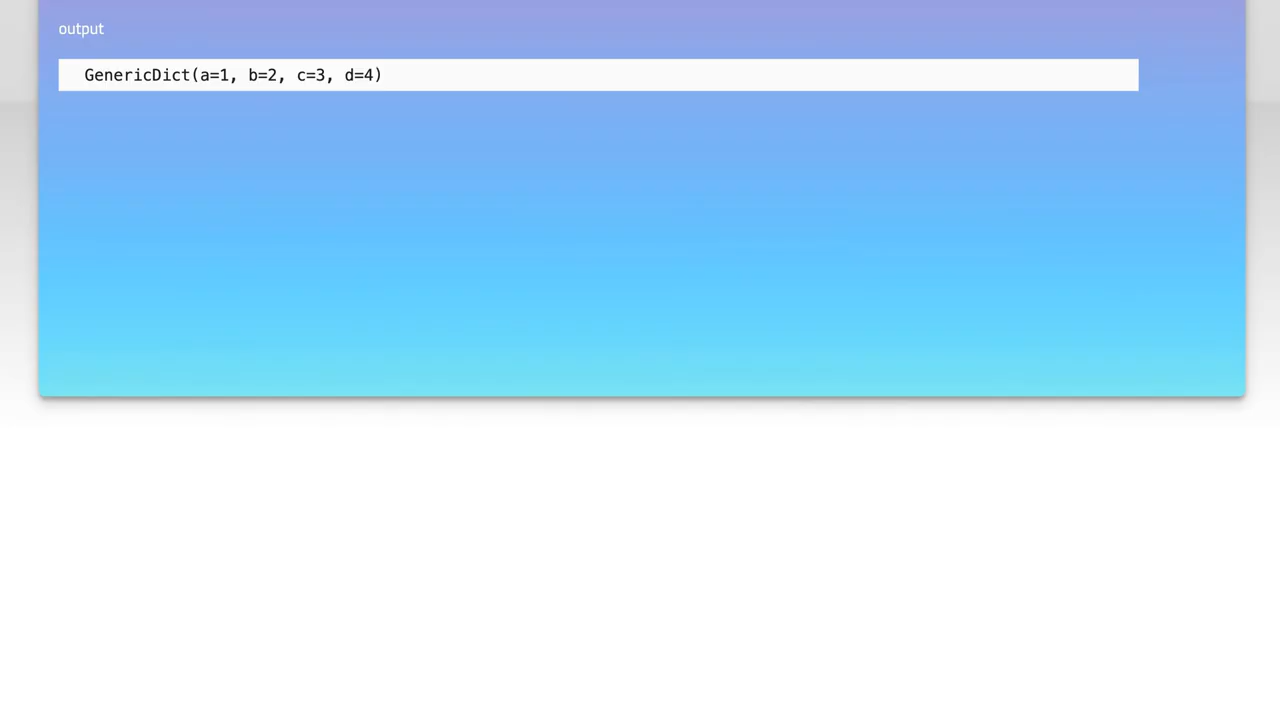 output
GenericDict(a=1, b=2, c=3, d=4)